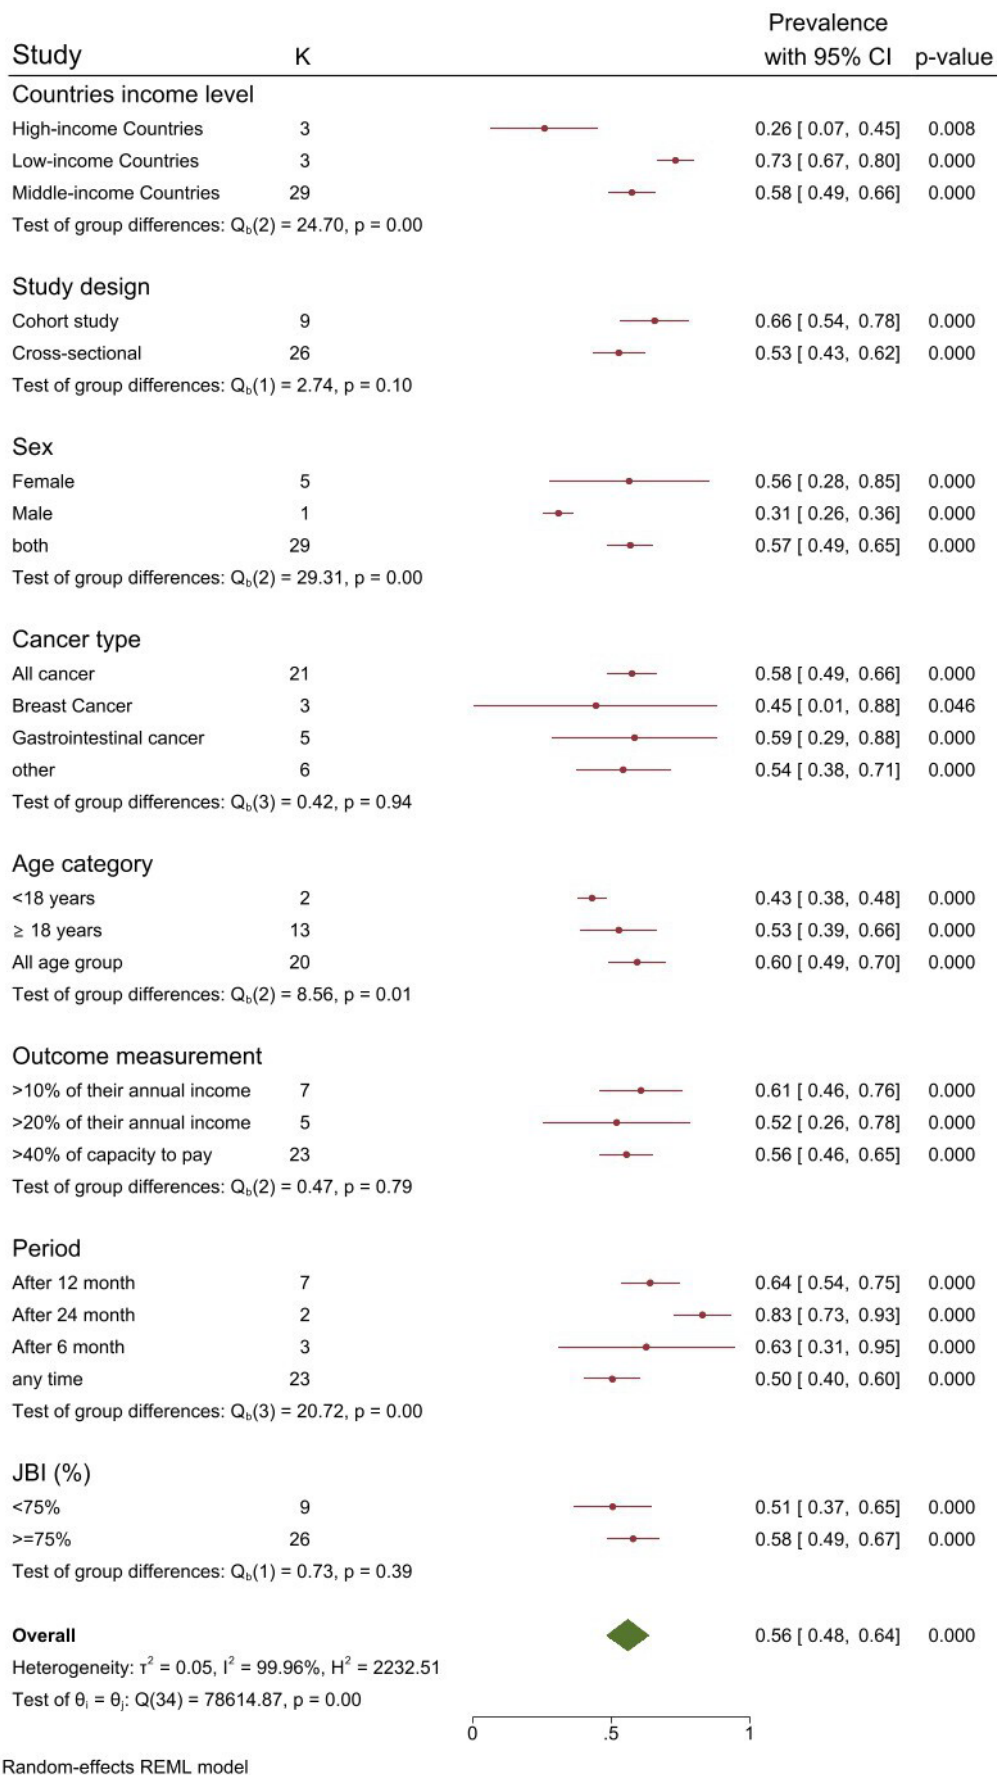 Prevalence
Study K with 95% CI p-value
Countries income level
High-income Countries 3 0.26 [ 0.07, 0.45] 0.008
Low-income Countries 3 0.73 [ 0.67, 0.80] 0.000
Middle-income Countries 29 0.58 [ 0.49, 0.66] 0.000
Test of group differences: Q_b(2) = 24.70, p = 0.00
Study design
Cohort study 9 0.66 [ 0.54, 0.78] 0.000
Cross-sectional 26 0.53 [ 0.43, 0.62] 0.000
Test of group differences: Q_b(1) = 2.74, p = 0.10
Sex
Female 5 0.56 [ 0.28, 0.85] 0.000
Male 1 0.31 [ 0.26, 0.36] 0.000
both 29 0.57 [ 0.49, 0.65] 0.000
Test of group differences: Q_b(2) = 29.31, p = 0.00
Cancer type
All cancer 21 0.58 [ 0.49, 0.66] 0.000
Breast Cancer 3 0.45 [ 0.01, 0.88] 0.046
Gastrointestinal cancer 5 0.59 [ 0.29, 0.88] 0.000
other 6 0.54 [ 0.38, 0.71] 0.000
Test of group differences: Q_b(3) = 0.42, p = 0.94
Age category
<18 years 2 0.43 [ 0.38, 0.48] 0.000
≥ 18 years 13 0.53 [ 0.39, 0.66] 0.000
All age group 20 0.60 [ 0.49, 0.70] 0.000
Test of group differences: Q_b(2) = 8.56, p = 0.01
Outcome measurement
>10% of their annual income 7 0.61 [ 0.46, 0.76] 0.000
>20% of their annual income 5 0.52 [ 0.26, 0.78] 0.000
>40% of capacity to pay 23 0.56 [ 0.46, 0.65] 0.000
Test of group differences: Q_b(2) = 0.47, p = 0.79
Period
After 12 month 7 0.64 [ 0.54, 0.75] 0.000
After 24 month 2 0.83 [ 0.73, 0.93] 0.000
After 6 month 3 0.63 [ 0.31, 0.95] 0.000
any time 23 0.50 [ 0.40, 0.60] 0.000
Test of group differences: Q_b(3) = 20.72, p = 0.00
JBI (%)
<75% 9 0.51 [ 0.37, 0.65] 0.000
>=75% 26 0.58 [ 0.49, 0.67] 0.000
Test of group differences: Q_b(1) = 0.73, p = 0.39
Overall 0.56 [ 0.48, 0.64] 0.000
Heterogeneity: τ² = 0.05, I² = 99.96%, H² = 2232.51
Test of θᵢ = θⱼ: Q(34) = 78614.87, p = 0.00
0 .5 1
Random-effects REML model